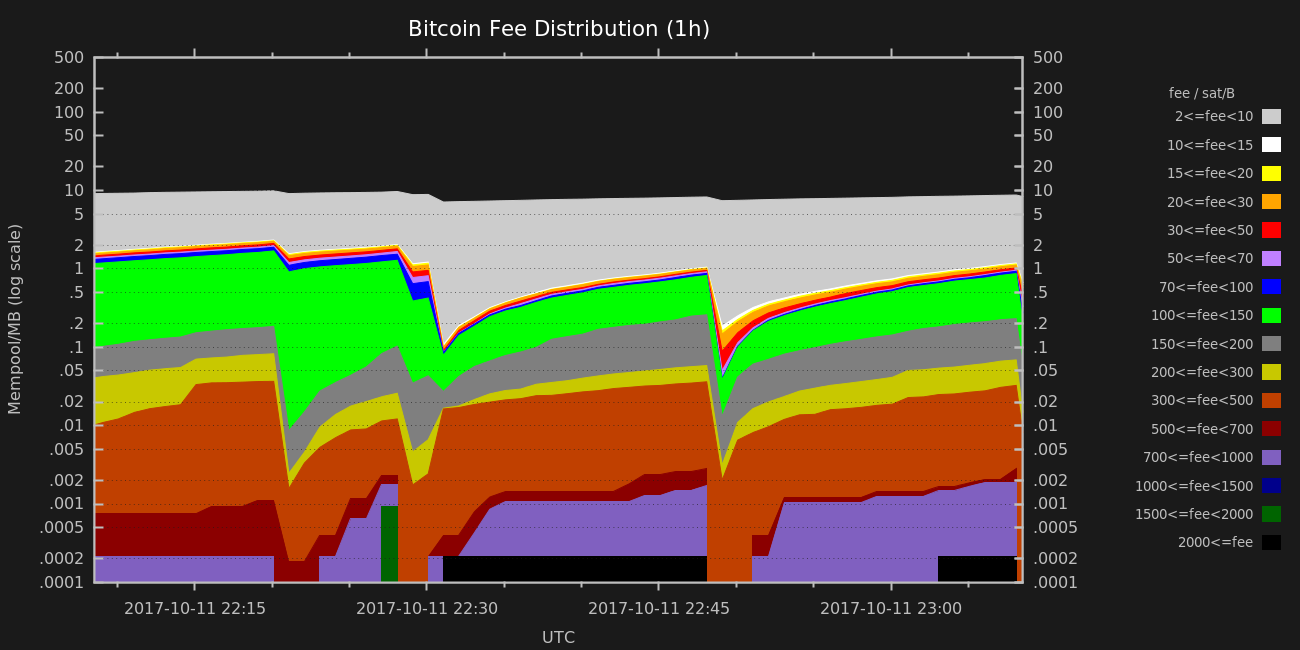 Bitcoin Fee Distribution (1h)
Mempool/MB (log scale)
500
200
100
50
20
10
5
2
1
.5
.2
.1
.05
.02
.01
.005
.002
.001
.0005
.0002
.0001
500
200
100
50
20
10
5
2
1
.5
.2
.1
.05
.02
.01
.005
.002
.001
.0005
.0002
.0001
2017-10-11 22:15
2017-10-11 22:30
2017-10-11 22:45
2017-10-11 23:00
UTC
fee / sat/B
2<=fee<10
10<=fee<15
15<=fee<20
20<=fee<30
30<=fee<50
50<=fee<70
70<=fee<100
100<=fee<150
150<=fee<200
200<=fee<300
300<=fee<500
500<=fee<700
700<=fee<1000
1000<=fee<1500
1500<=fee<2000
2000<=fee